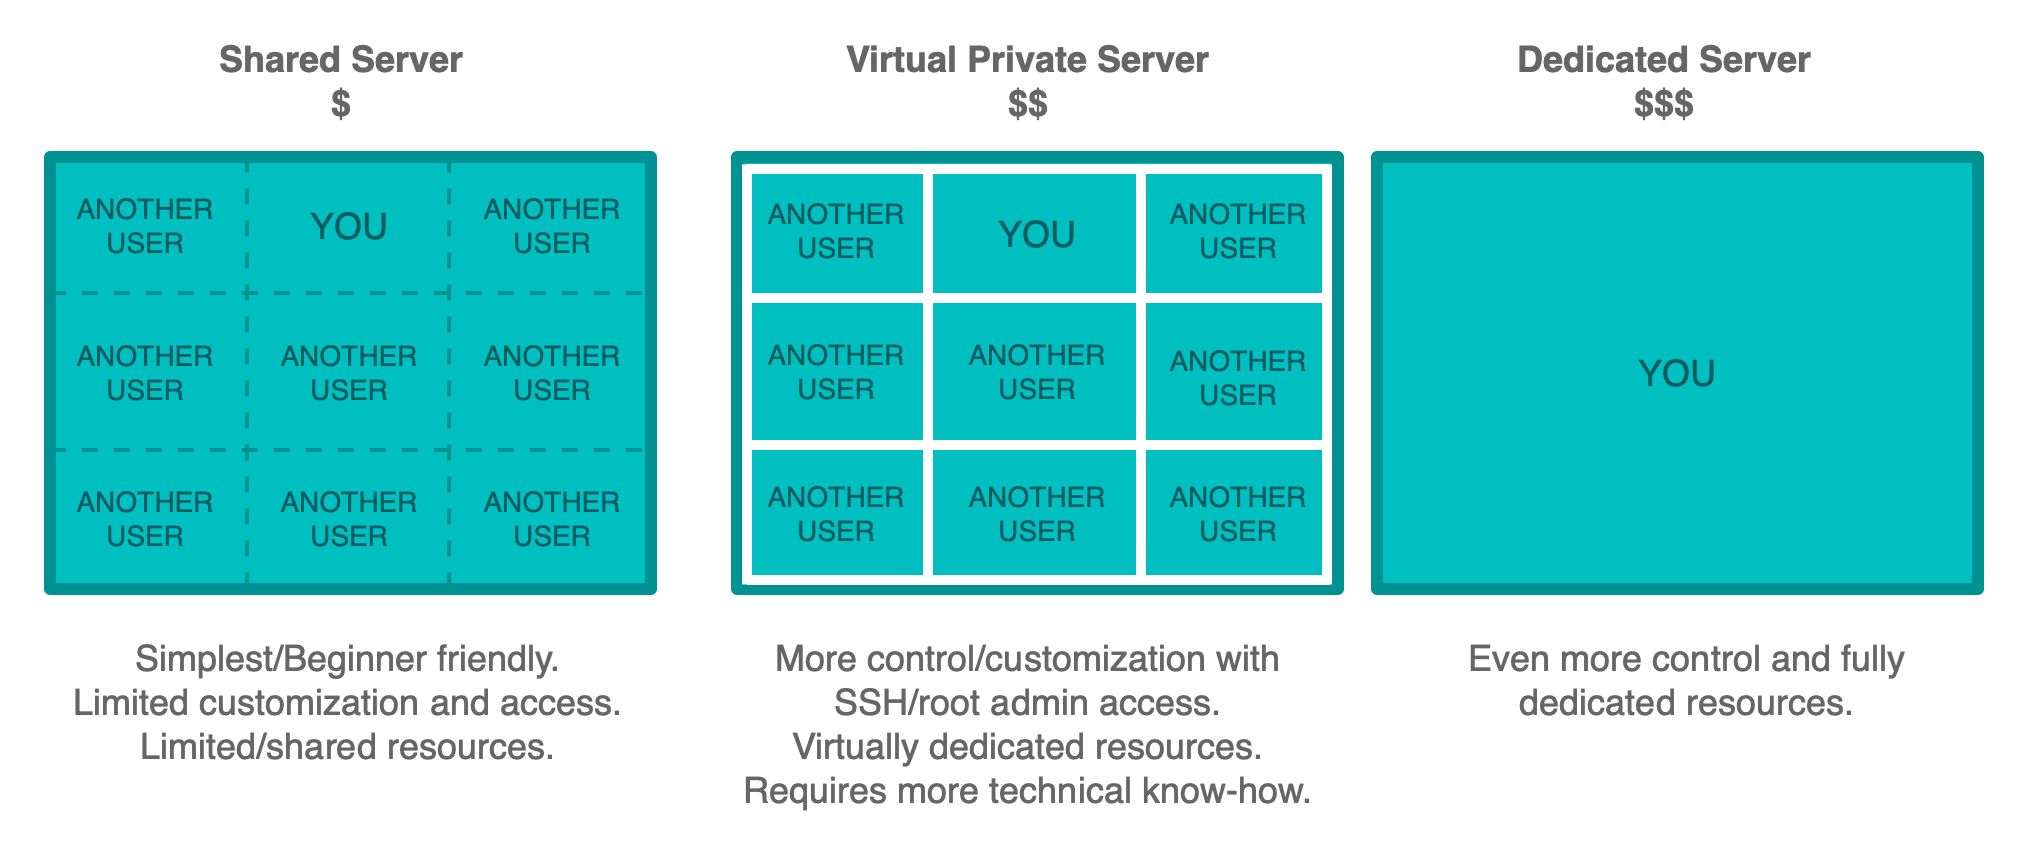 Shared Server
$
ANOTHER
USER
YOU
ANOTHER
USER
ANOTHER
USER
ANOTHER
USER
ANOTHER
USER
ANOTHER
USER
ANOTHER
USER
ANOTHER
USER
Simplest/Beginner friendly.
Limited customization and access.
Limited/shared resources.
Virtual Private Server
$$
ANOTHER
USER
YOU
ANOTHER
USER
ANOTHER
USER
ANOTHER
USER
ANOTHER
USER
ANOTHER
USER
ANOTHER
USER
ANOTHER
USER
More control/customization with
SSH/root admin access.
Virtually dedicated resources.
Requires more technical know-how.
Dedicated Server
$$$
YOU
Even more control and fully
dedicated resources.